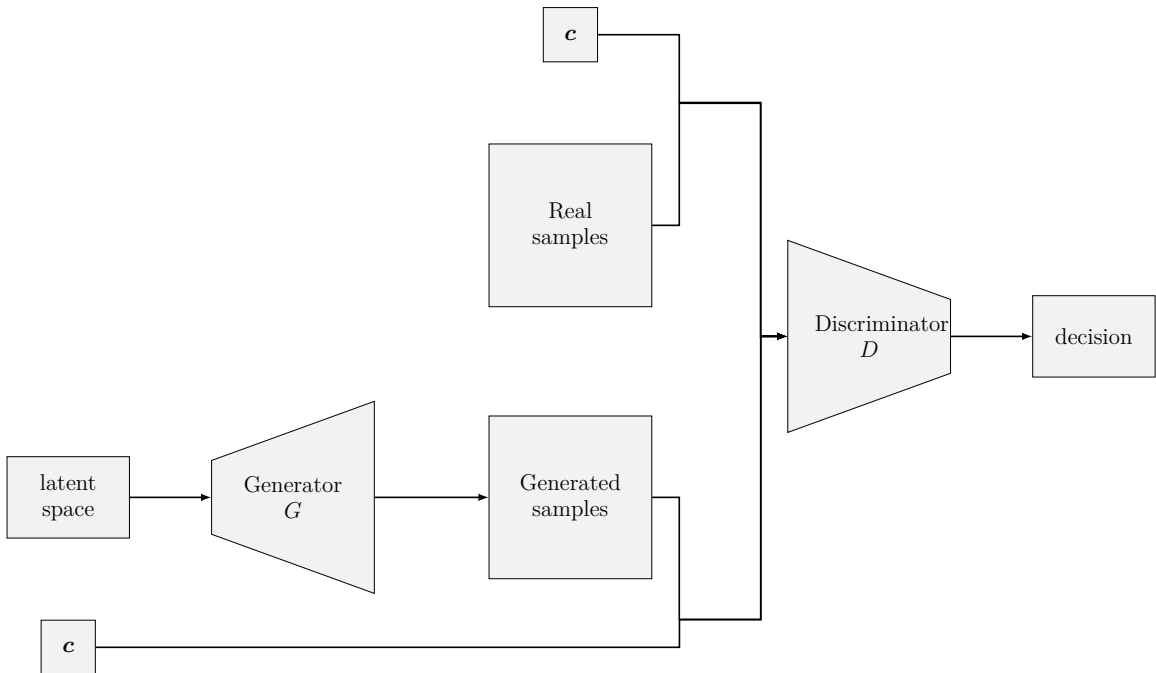 c
Real
samples
Discriminator
D
decision
latent
space
Generator
G
Generated
samples
c